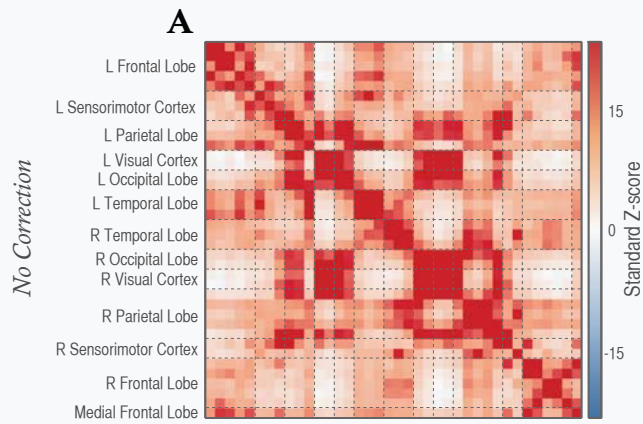 A
No Correction
L Frontal Lobe
L Sensorimotor Cortex
L Parietal Lobe
L Visual Cortex
L Occipital Lobe
L Temporal Lobe
R Temporal Lobe
R Occipital Lobe
R Visual Cortex
R Parietal Lobe
R Sensorimotor Cortex
R Frontal Lobe
Medial Frontal Lobe
15
0
-15
Standard Z-score